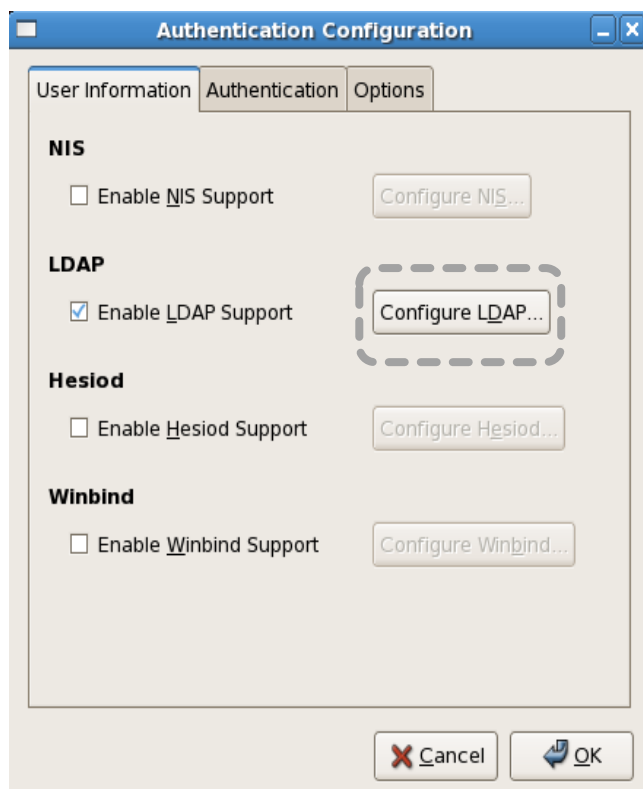 Authentication Configuration
User Information Authentication Options
NIS
Enable NIS Support Configure NIS...
LDAP
Enable LDAP Support Configure LDAP...
Hesiod
Enable Hesiod Support Configure Hesiod...
Winbind
Enable Winbind Support Configure Winbind...
Cancel OK